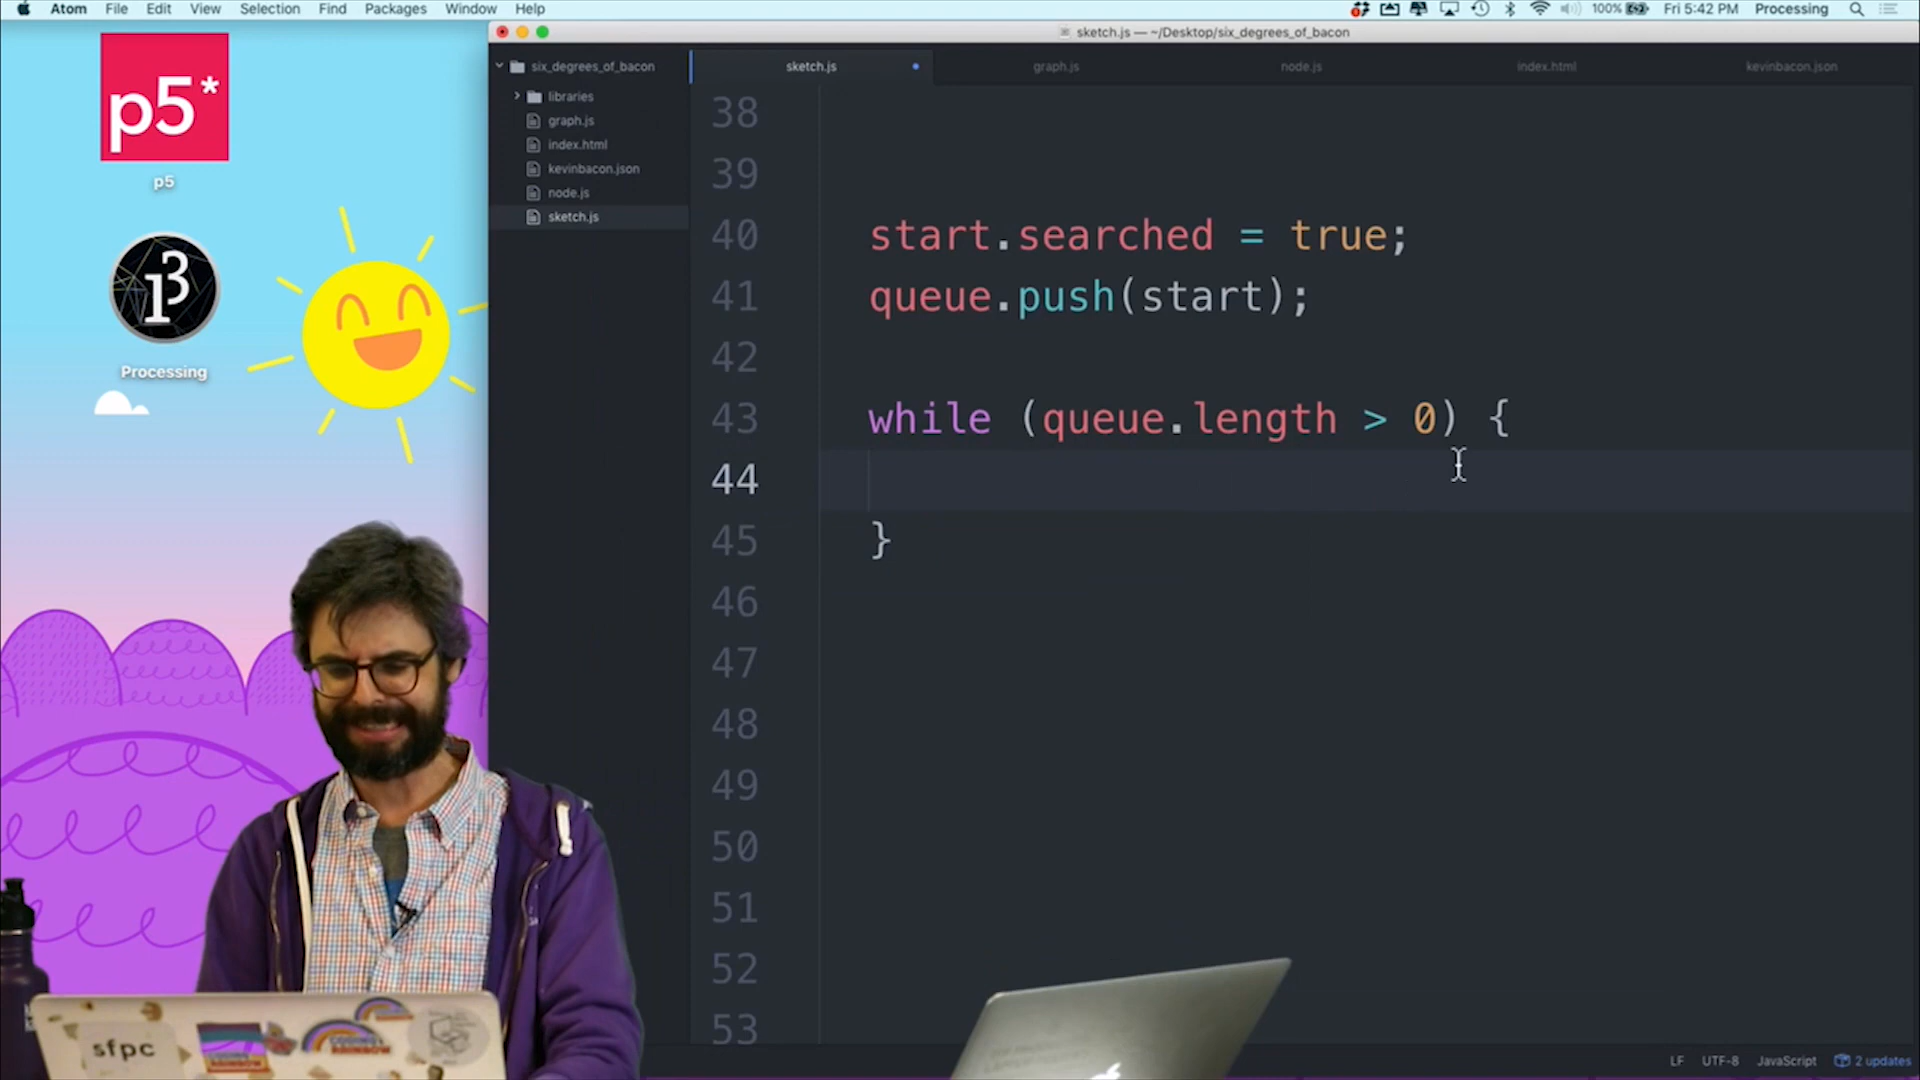 Atom File Edit View Selection Find Packages Window Help 100% Fri 5:42 PM Processing
sketch.js — ~/Desktop/six_degrees_of_bacon
p5*
p5
Processing
six_degrees_of_bacon
libraries
graph.js
index.html
kevinbacon.json
node.js
sketch.js
sketch.js graph.js node.js index.html kevinbacon.json
38
39
40 start.searched = true;
41 queue.push(start);
42
43 while (queue.length > 0) {
44
45 }
46
47
48
49
50
51
52
53
sfpc
CODING RAINBOW
CODING RAINBOW
LF UTF-8 JavaScript 2 updates